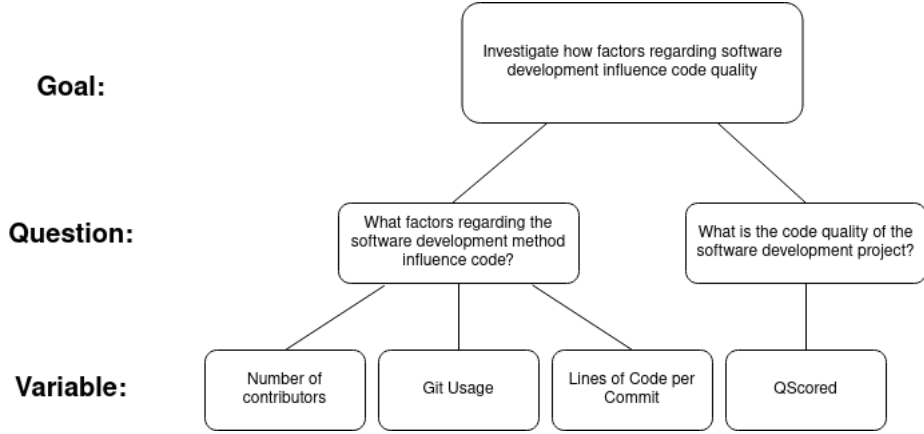 Goal:
Investigate how factors regarding software
development influence code quality
Question:
What factors regarding the
software development method
influence code?
What is the code quality of the
software development project?
Variable:
Number of
contributors
Git Usage
Lines of Code per
Commit
QScored